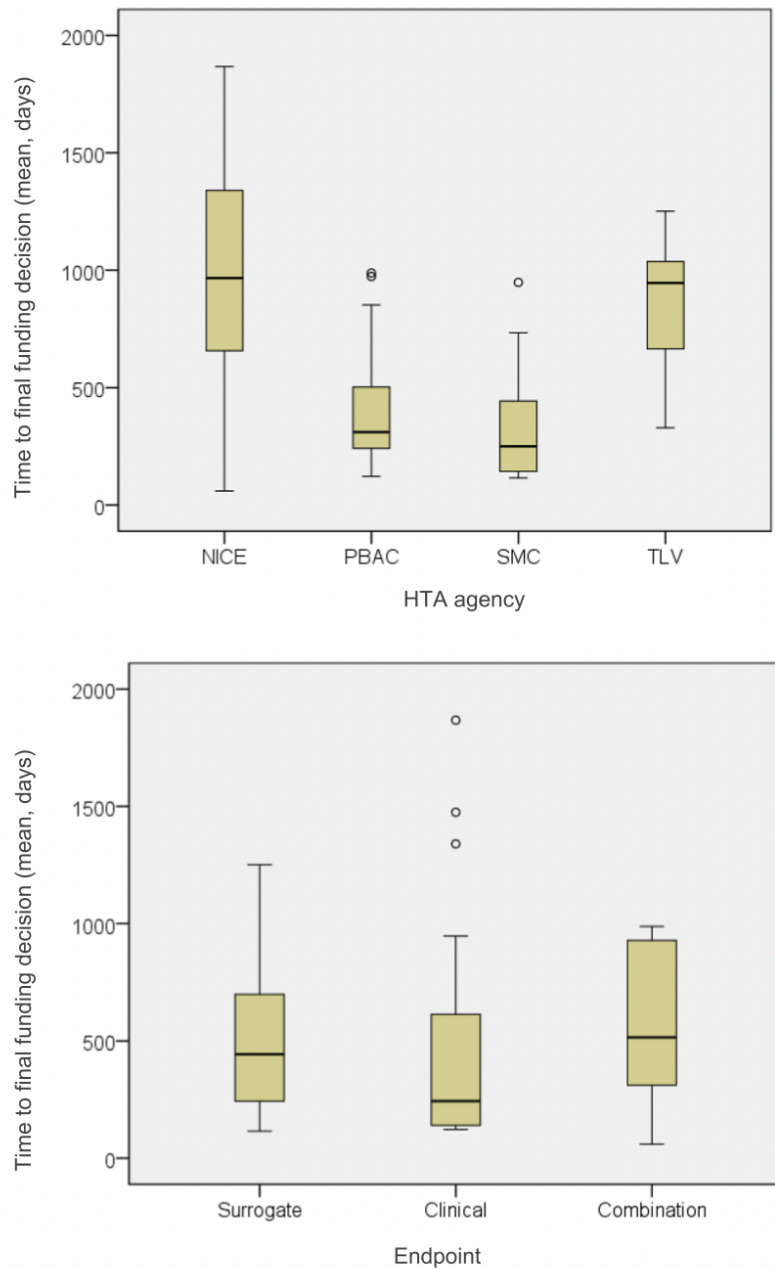 Time to final funding decision (mean, days)
2000
1500
1000
500
0
NICE PBAC SMC TLV
HTA agency
Time to final funding decision (mean, days)
2000
1500
1000
500
0
Surrogate Clinical Combination
Endpoint